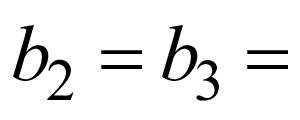 b₂ = b₃ =